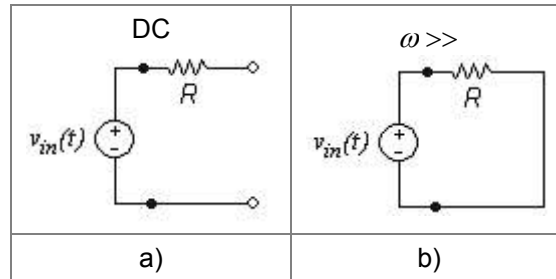 DC
R
v_in(t)
+
-
a)
ω >>
R
v_in(t)
+
-
b)